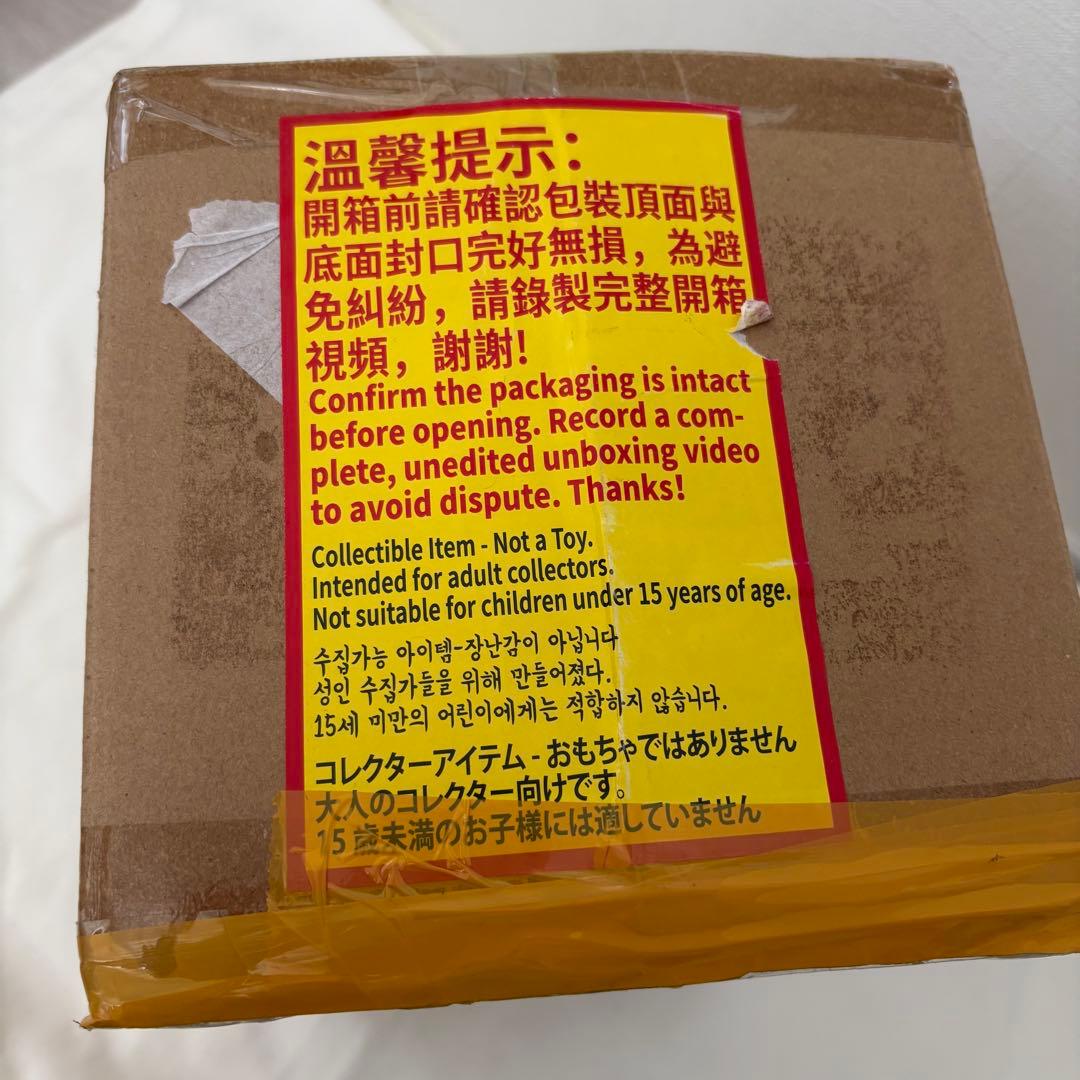 溫馨提示：
開箱前請確認包裝頂面與
底面封口完好無損，為避
免糾紛，請錄製完整開箱
視頻，謝謝!
Confirm the packaging is intact
before opening. Record a com-
plete, unedited unboxing video
to avoid dispute. Thanks!
Collectible Item - Not a Toy.
Intended for adult collectors.
Not suitable for children under 15 years of age.
수집가능 아이템-장난감이 아닙니다
성인 수집가들을 위해 만들어졌다.
15세 미만의 어린이에게는 적합하지 않습니다.
コレクターアイテム - おもちゃではありません
大人のコレクター向けです。
15 歳未満のお子様には適していません